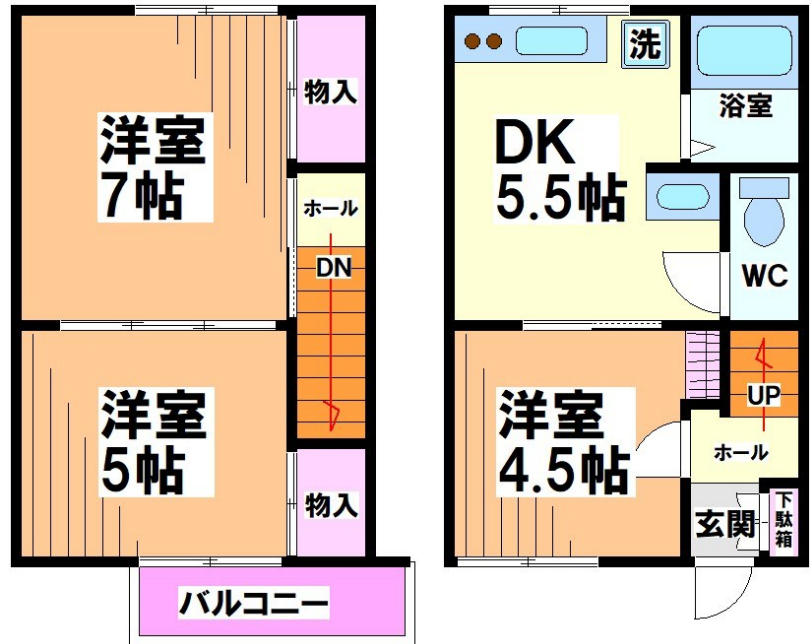 洋室
7帖
物入
ホール
DN
洋室
5帖
物入
バルコニー
洗
DK
5.5帖
浴室
WC
洋室
4.5帖
UP
ホール
玄関
下駄箱